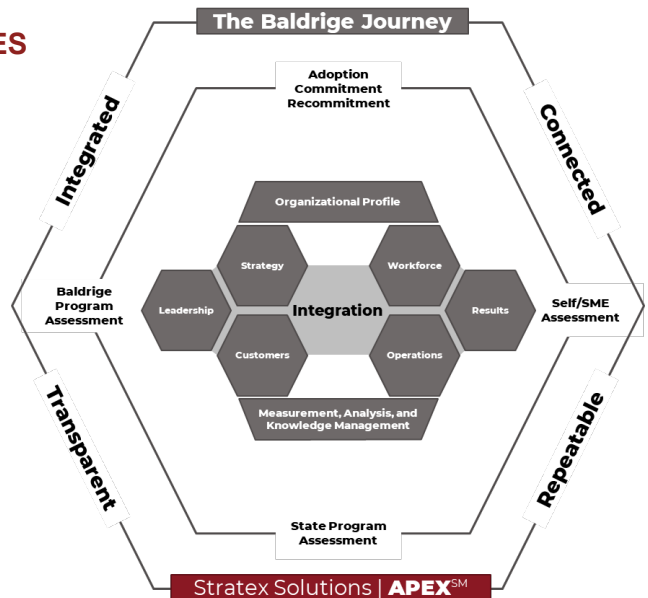 ES
The Baldrige Journey
Adoption
Commitment
Recommitment
Integrated
Connected
Organizational Profile
Strategy
Workforce
Baldrige
Program
Assessment
Leadership
Integration
Results
Self/SME
Assessment
Customers
Operations
Measurement, Analysis, and
Knowledge Management
Transparent
Repeatable
State Program
Assessment
Stratex Solutions | APEX℠